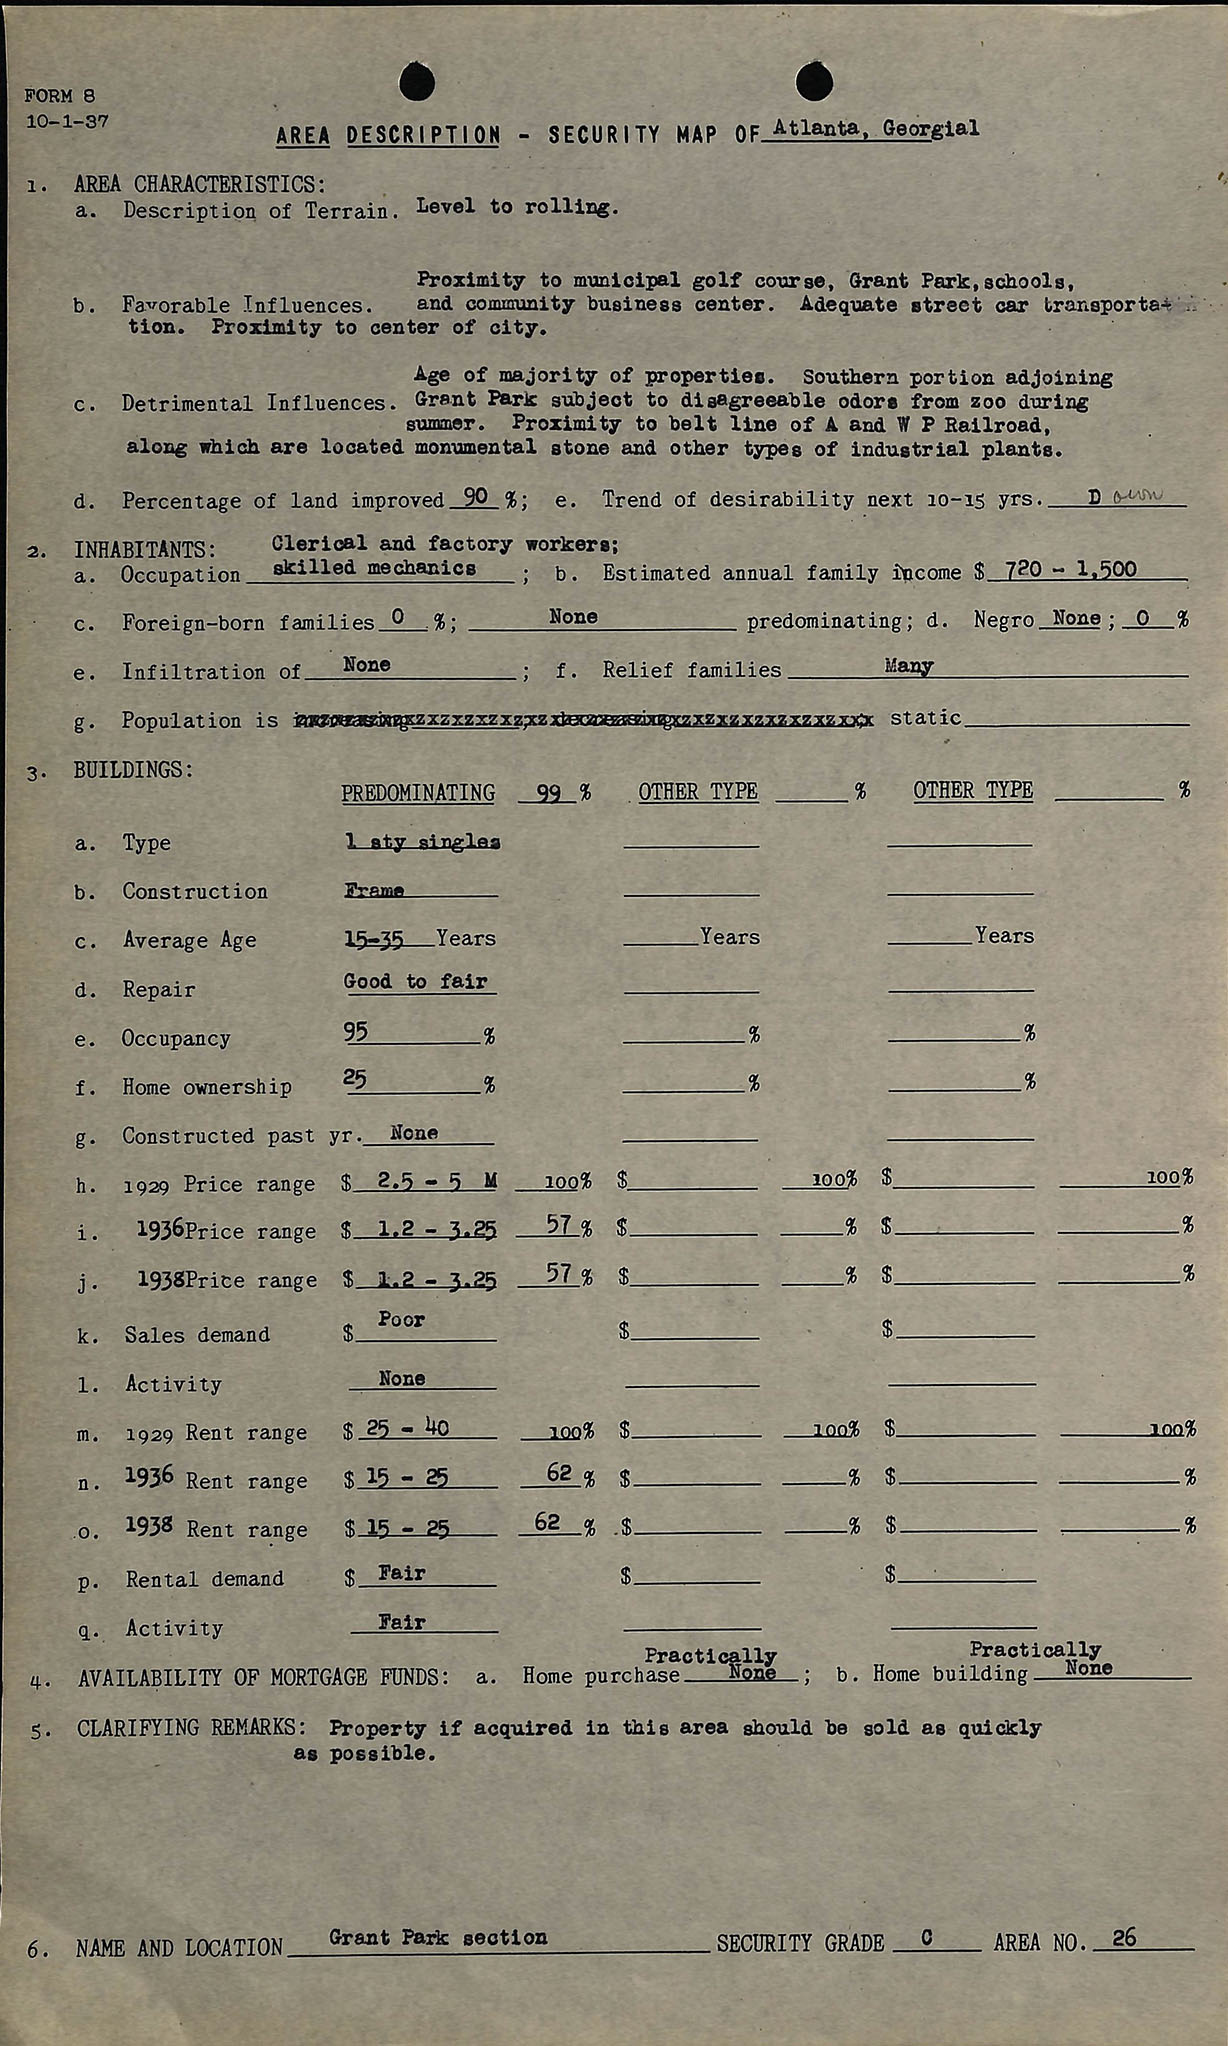 FORM 8
10-1-37
AREA DESCRIPTION - SECURITY MAP OF Atlanta, Georgial
1. AREA CHARACTERISTICS:
a. Description of Terrain. Level to rolling.
Proximity to municipal golf course, Grant Park, schools,
b. Favorable Influences. and community business center. Adequate street car transporta-
tion. Proximity to center of city.
Age of majority of properties. Southern portion adjoining
c. Detrimental Influences. Grant Park subject to disagreeable odors from zoo during
summer. Proximity to belt line of A and W P Railroad,
along which are located monumental stone and other types of industrial plants.
d. Percentage of land improved 90 %; e. Trend of desirability next 10-15 yrs. Down
2. INHABITANTS: Clerical and factory workers;
a. Occupation skilled mechanics ; b. Estimated annual family income $ 720 - 1,500
c. Foreign-born families 0 %; None predominating; d. Negro None ; 0 %
e. Infiltration of None ; f. Relief families Many
g. Population is static
3. BUILDINGS:
PREDOMINATING 99 % OTHER TYPE % OTHER TYPE %
a. Type 1 sty singles
b. Construction Frame
c. Average Age 15-35 Years Years Years
d. Repair Good to fair
e. Occupancy 95 % % %
f. Home ownership 25 % % %
g. Constructed past yr. None
h. 1929 Price range $ 2.5 - 5 M 100% $ 100% $ 100%
i. 1936 Price range $ 1.2 - 3.25 57 % $ % $ %
j. 1938 Price range $ 1.2 - 3.25 57 % $ % $ %
k. Sales demand $ Poor $ $
l. Activity None
m. 1929 Rent range $ 25 - 40 100% $ 100% $ 100%
n. 1936 Rent range $ 15 - 25 62 % $ % $ %
o. 1938 Rent range $ 15 - 25 62 % $ % $ %
p. Rental demand $ Fair $ $
q. Activity Fair
Practically Practically
4. AVAILABILITY OF MORTGAGE FUNDS: a. Home purchase None ; b. Home building None
5. CLARIFYING REMARKS: Property if acquired in this area should be sold as quickly
as possible.
6. NAME AND LOCATION Grant Park section SECURITY GRADE C AREA NO. 26